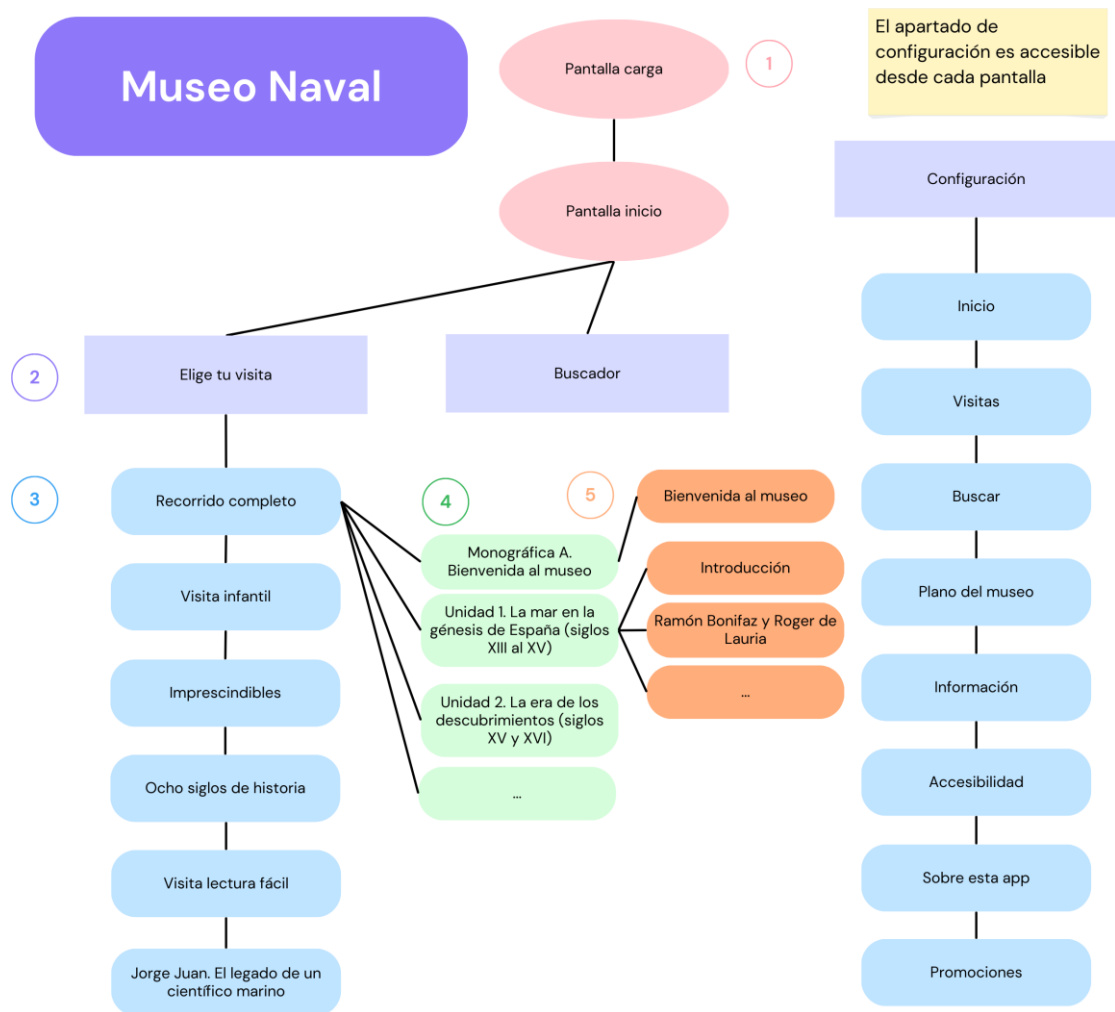 Museo Naval
Pantalla carga
1
El apartado de
configuración es accesible
desde cada pantalla
Pantalla inicio
Configuración
Inicio
2
Elige tu visita
Buscador
Visitas
3
Recorrido completo
4
5
Bienvenida al museo
Buscar
Monográfica A.
Bienvenida al museo
Introducción
Visita infantil
Unidad 1. La mar en la
génesis de España (siglos
XIII al XV)
Ramón Bonifaz y Roger de
Lauria
Plano del museo
Imprescindibles
Unidad 2. La era de los
descubrimientos (siglos
XV y XVI)
...
Información
Ocho siglos de historia
...
Accesibilidad
Visita lectura fácil
Sobre esta app
Jorge Juan. El legado de un
científico marino
Promociones